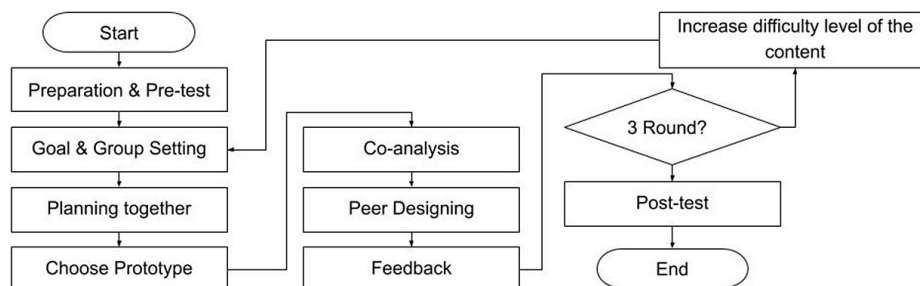 Start
Preparation & Pre-test
Goal & Group Setting
Planning together
Choose Prototype
Co-analysis
Peer Designing
Feedback
Increase difficulty level of the
content
3 Round?
Post-test
End